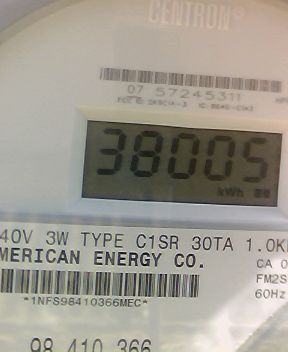 CENTRON®
07 57245311
38005
kWh
40V 3W TYPE C1SR 30TA 1.0K
MERICAN ENERGY CO.
CA 0
FM2S
60Hz
*1NFS98410366MEC*
98 410 366